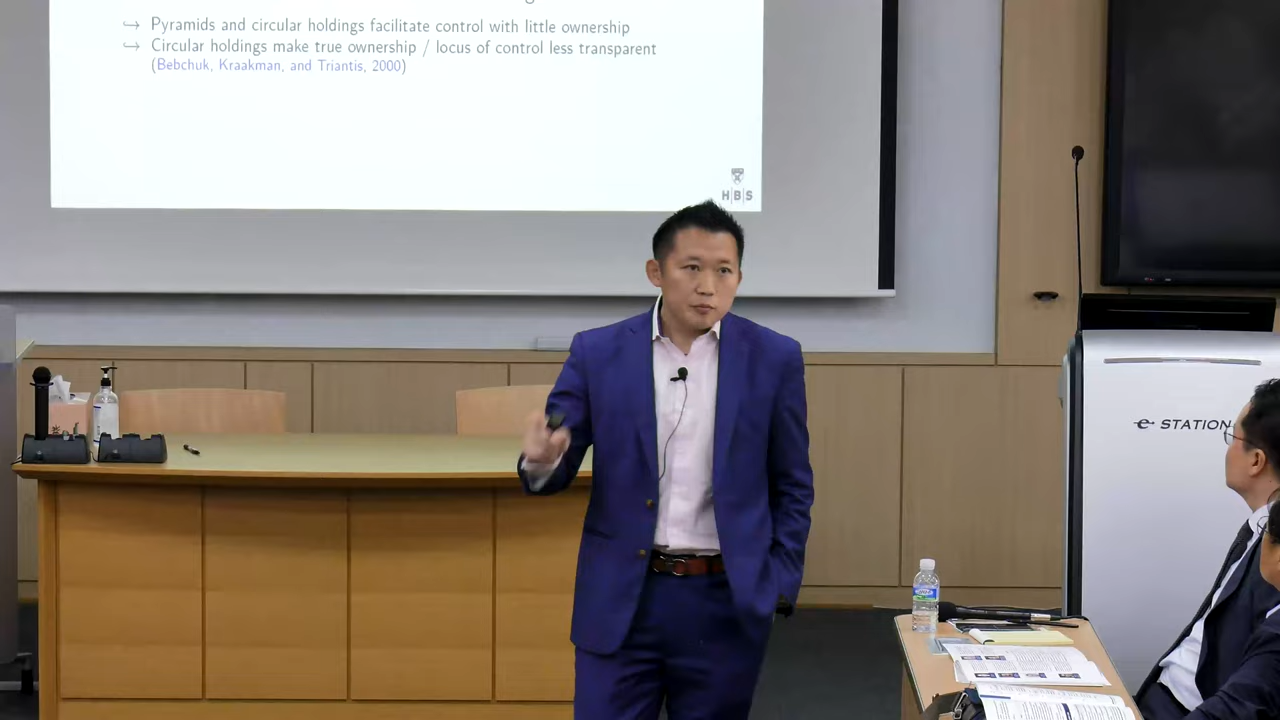 ↪ Pyramids and circular holdings facilitate control with little ownership
↪ Circular holdings make true ownership / locus of control less transparent
(Bebchuk, Kraakman, and Triantis, 2000)
H|B|S
e-STATION